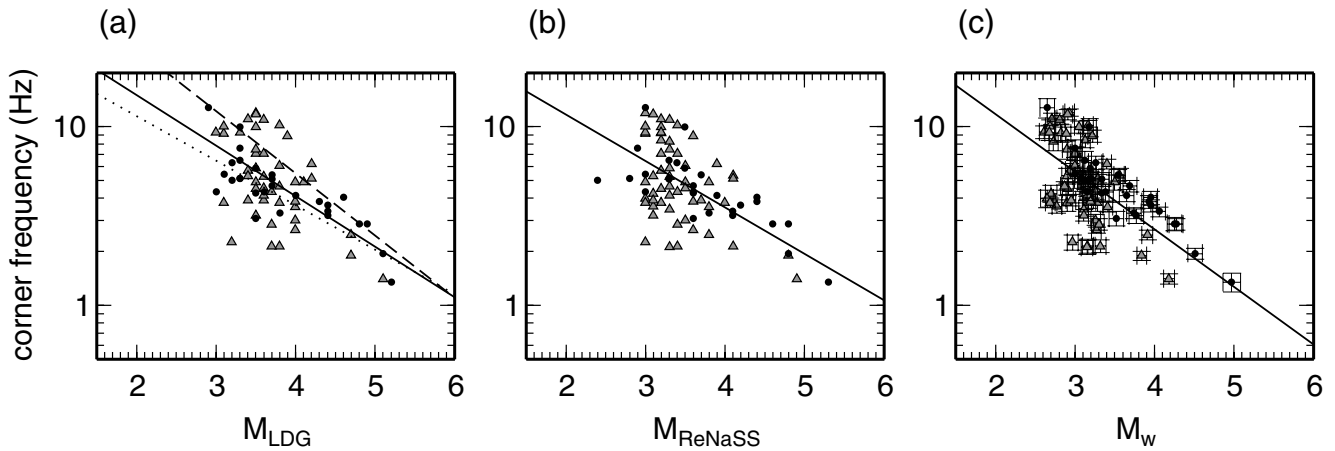 (a) (b) (c)
corner frequency (Hz)
10 10 10
1 1 1
2 3 4 5 6 2 3 4 5 6 2 3 4 5 6
M_LDG M_ReNaSS M_w